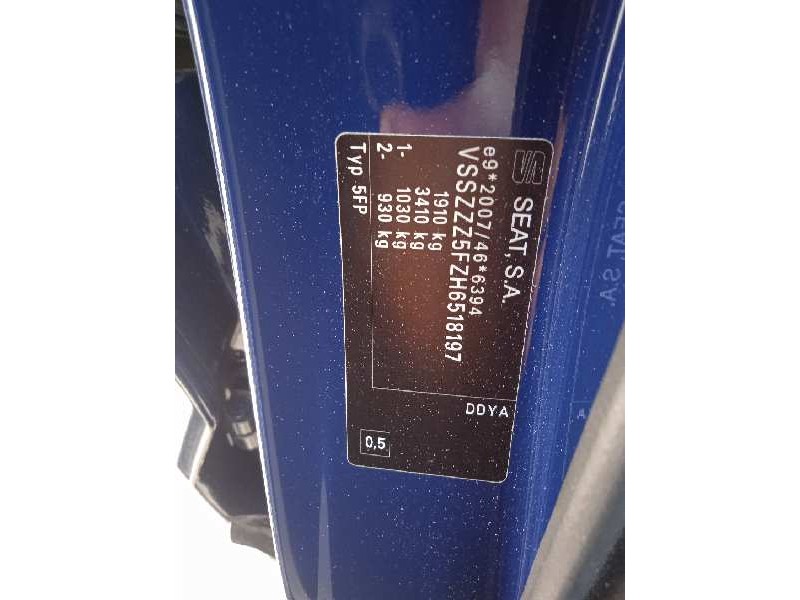 SEAT, S.A.
e9*2007/46*6394
VSSZZZ5FZH6518197
1910 kg
3410 kg
1- 1030 kg
2- 930 kg
Typ 5FP
DDYA
0,5
SEAT, S.A.
A